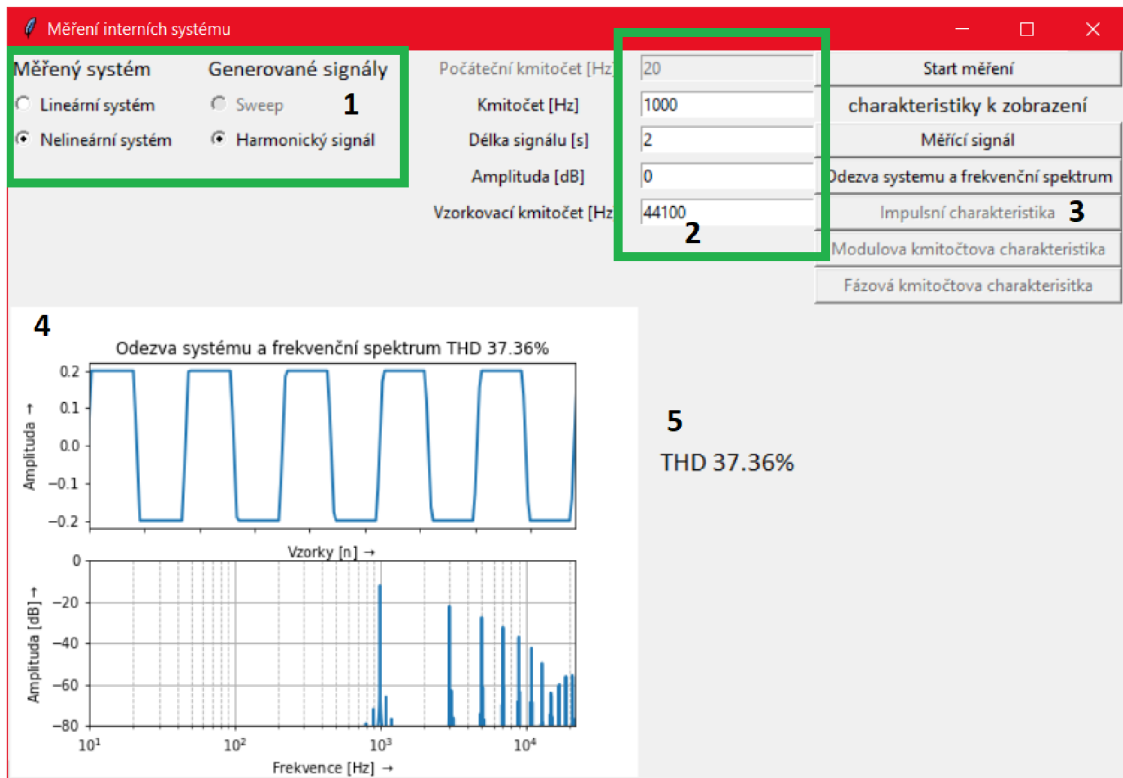 Měření interních systému
Měřený systém
Generované signály
Lineární systém
Sweep
1
Nelineární systém
Harmonický signál
Počáteční kmitočet [Hz]
20
Kmitočet [Hz]
1000
Délka signálu [s]
2
Amplituda [dB]
0
Vzorkovací kmitočet [Hz
44100
2
Start měření
charakteristiky k zobrazení
Měřící signál
Odezva systemu a frekvenční spektrum
Impulsní charakteristika
3
Modulova kmitočtova charakteristika
Fázová kmitočtova charakterisitka
4
Odezva systému a frekvenční spektrum THD 37.36%
Amplituda →
0.2
0.1
0.0
−0.1
−0.2
Vzorky [n] →
Amplituda [dB] →
0
−20
−40
−60
−80
10¹ 10² 10³ 10⁴
Frekvence [Hz] →
5
THD 37.36%